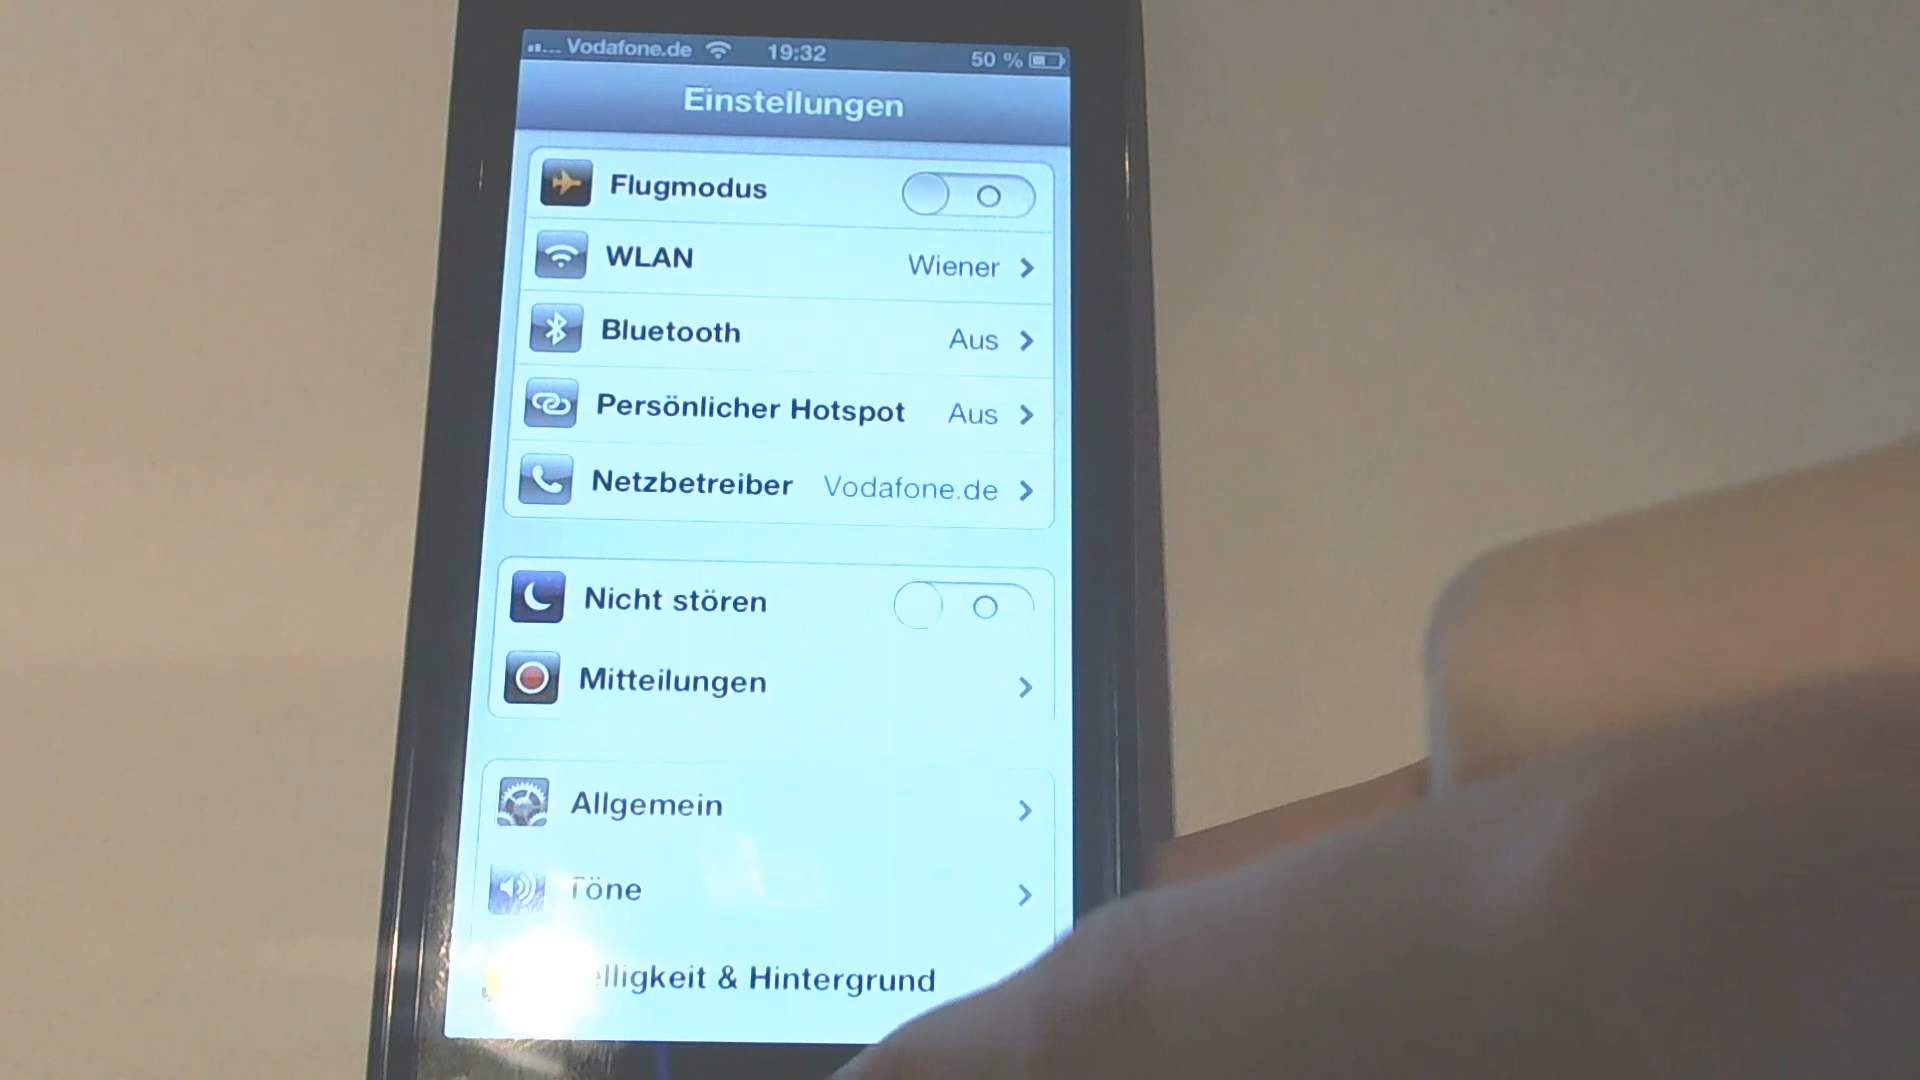 Vodafone.de 19:32 50 %
Einstellungen
Flugmodus
WLAN Wiener
Bluetooth Aus
Persönlicher Hotspot Aus
Netzbetreiber Vodafone.de
Nicht stören
Mitteilungen
Allgemein
Töne
elligkeit & Hintergrund